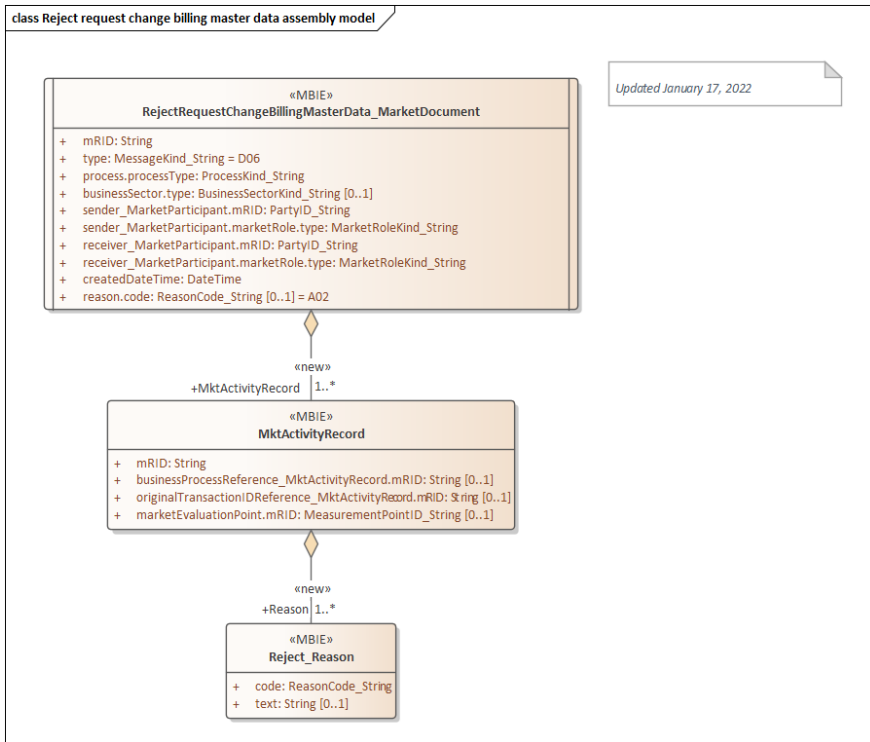 class Reject request change billing master data assembly model
Updated January 17, 2022
«MBIE»
RejectRequestChangeBillingMasterData_MarketDocument
+ mRID: String
+ type: MessageKind_String = D06
+ process.processType: ProcessKind_String
+ businessSector.type: BusinessSectorKind_String [0..1]
+ sender_MarketParticipant.mRID: PartyID_String
+ sender_MarketParticipant.marketRole.type: MarketRoleKind_String
+ receiver_MarketParticipant.mRID: PartyID_String
+ receiver_MarketParticipant.marketRole.type: MarketRoleKind_String
+ createdDateTime: DateTime
+ reason.code: ReasonCode_String [0..1] = A02
«new»
+MktActivityRecord 1..*
«MBIE»
MktActivityRecord
+ mRID: String
+ businessProcessReference_MktActivityRecord.mRID: String [0..1]
+ originalTransactionIDReference_MktActivityRecord.mRID: String [0..1]
+ marketEvaluationPoint.mRID: MeasurementPointID_String [0..1]
«new»
+Reason 1..*
«MBIE»
Reject_Reason
+ code: ReasonCode_String
+ text: String [0..1]